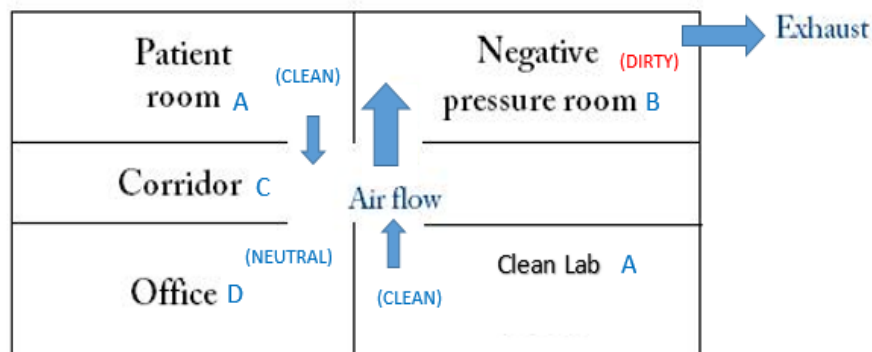 Patient
room A
(CLEAN)
Negative (DIRTY)
pressure room B
Exhaust
Corridor C
Air flow
(NEUTRAL)
Office D
(CLEAN)
Clean Lab A